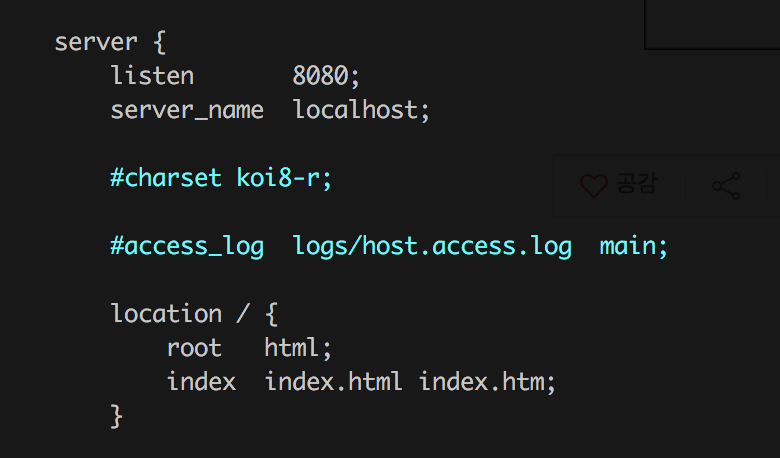 server {
    listen       8080;
    server_name  localhost;
    #charset koi8-r;
공감
    #access_log  logs/host.access.log  main;
    location / {
        root   html;
        index  index.html index.htm;
    }